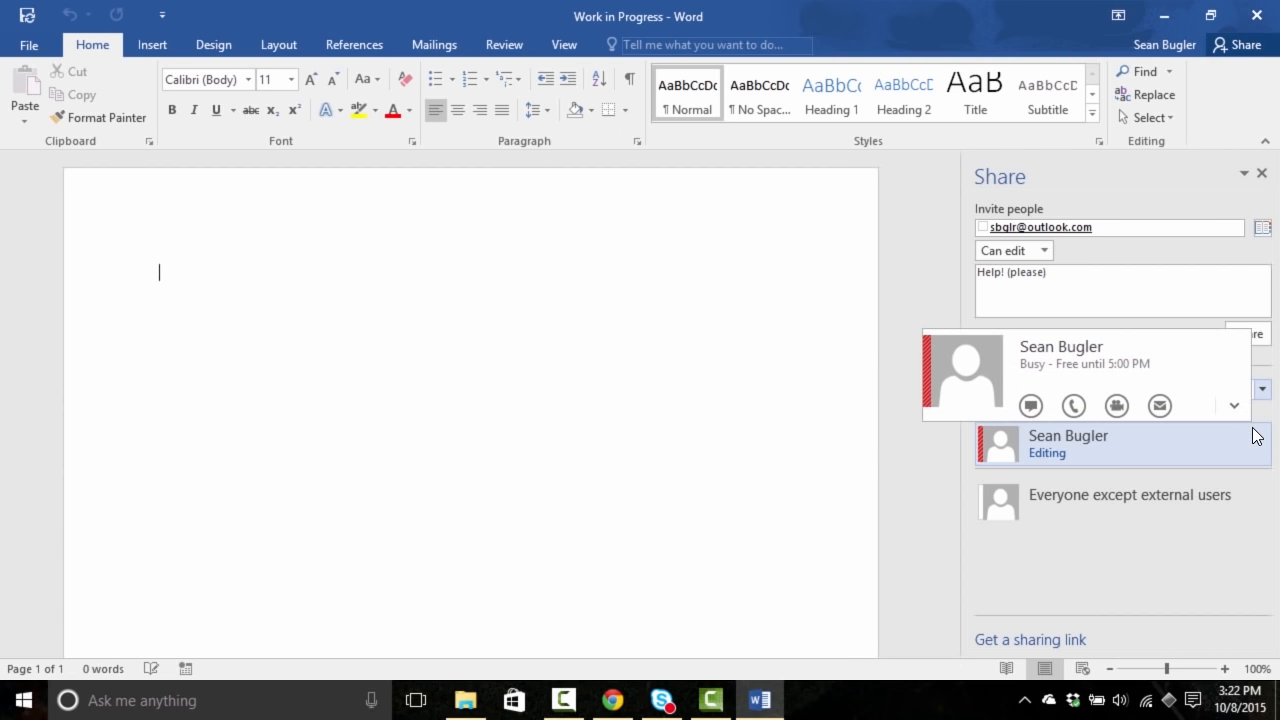 Work in Progress - Word
File Home Insert Design Layout References Mailings Review View Tell me what you want to do... Sean Bugler Share
Paste
Cut
Copy
Format Painter
Clipboard
Calibri (Body) 11 Aa
B I U abc x₂ x² A A
Font
Paragraph
AaBbCcDc AaBbCcDc AaBbCc AaBbCcD AaB AaBbCcD
¶ Normal ¶ No Spac... Heading 1 Heading 2 Title Subtitle
Styles
Find
Replace
Select
Editing
Share
Invite people
sbglr@outlook.com
Can edit
Help! (please)
Sean Bugler
Busy - Free until 5:00 PM
Sean Bugler
Editing
Everyone except external users
Get a sharing link
Page 1 of 1 0 words 100%
Ask me anything
3:22 PM
10/8/2015